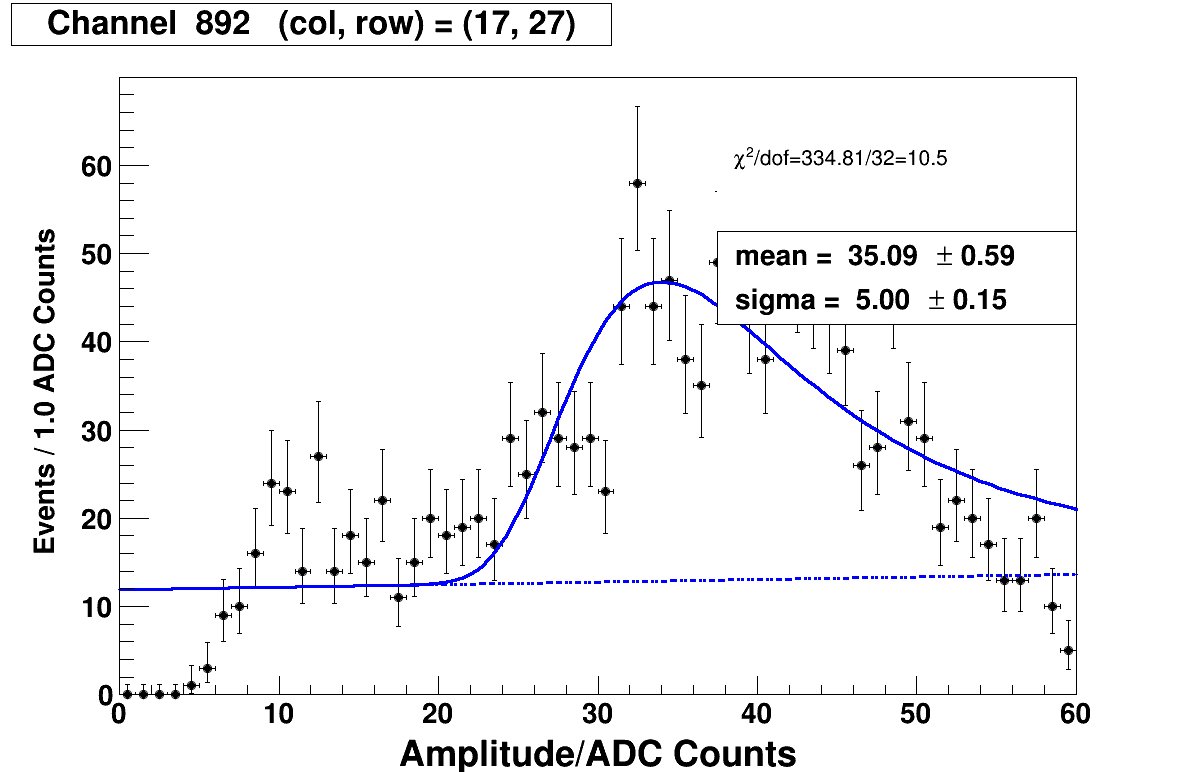 Channel 892 (col, row) = (17, 27)
χ²/dof=334.81/32=10.5
mean = 35.09 ± 0.59
sigma = 5.00 ± 0.15
Events / 1.0 ADC Counts
60
50
40
30
20
10
0
0 10 20 30 40 50 60
Amplitude/ADC Counts